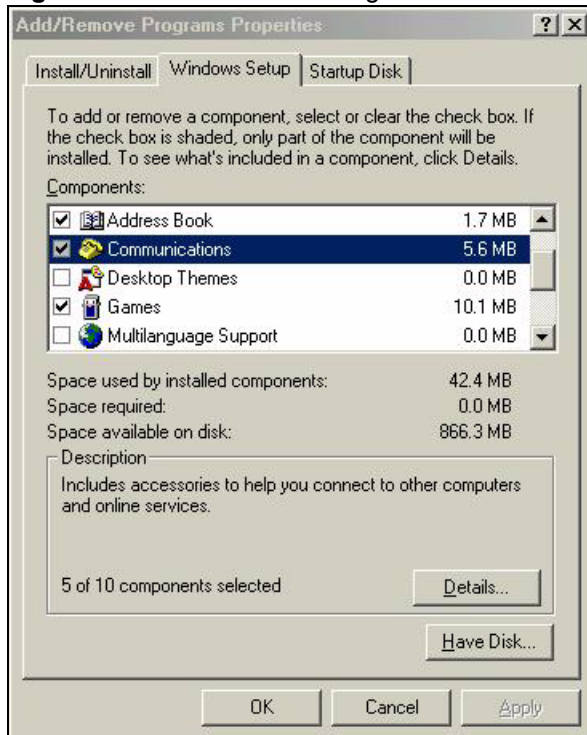 Add/Remove Programs Properties
Install/Uninstall Windows Setup Startup Disk
To add or remove a component, select or clear the check box. If
the check box is shaded, only part of the component will be
installed. To see what's included in a component, click Details.
Components:
Address Book 1.7 MB
Communications 5.6 MB
Desktop Themes 0.0 MB
Games 10.1 MB
Multilanguage Support 0.0 MB
Space used by installed components: 42.4 MB
Space required: 0.0 MB
Space available on disk: 866.3 MB
Description
Includes accessories to help you connect to other computers
and online services.
5 of 10 components selected
Details...
Have Disk...
OK Cancel Apply